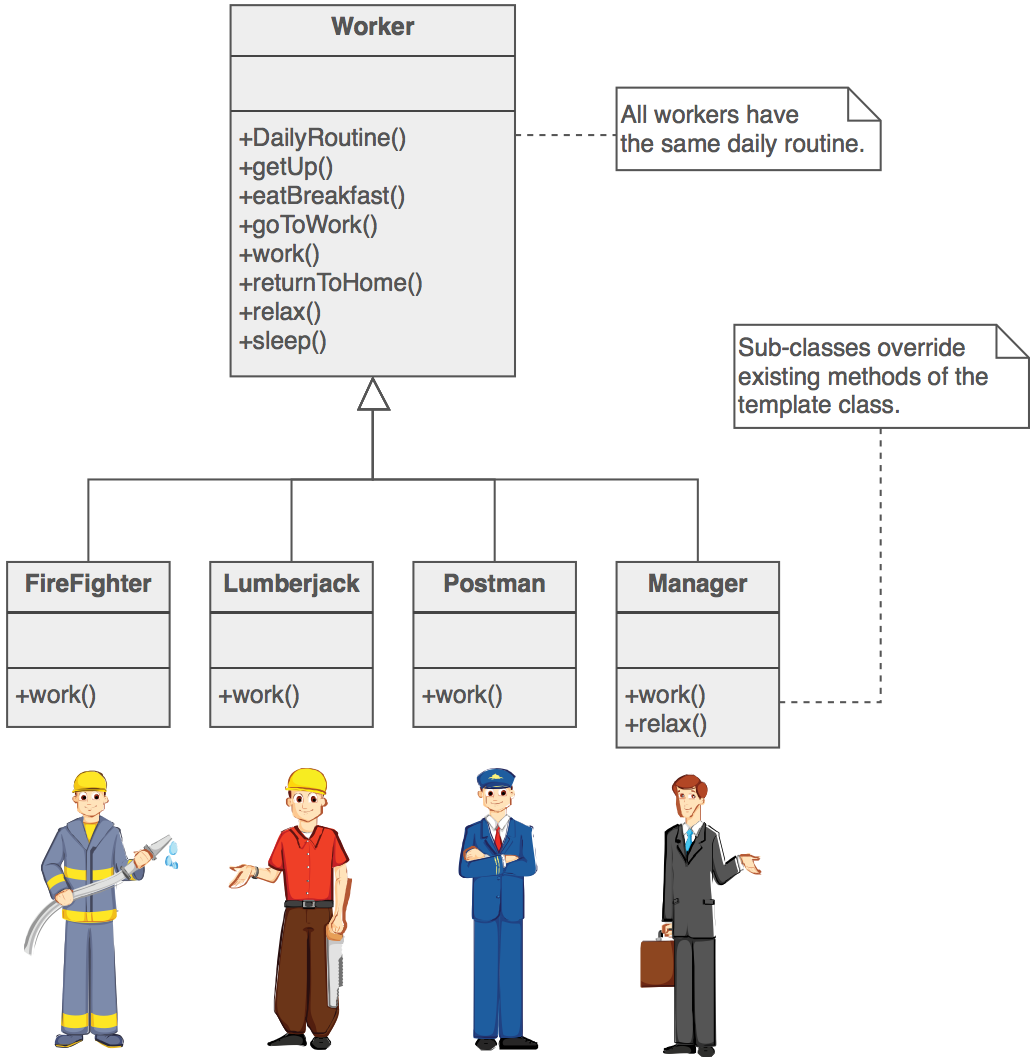 Worker
+DailyRoutine()
+getUp()
+eatBreakfast()
+goToWork()
+work()
+returnToHome()
+relax()
+sleep()
All workers have
the same daily routine.
Sub-classes override
existing methods of the
template class.
FireFighter
+work()
Lumberjack
+work()
Postman
+work()
Manager
+work()
+relax()